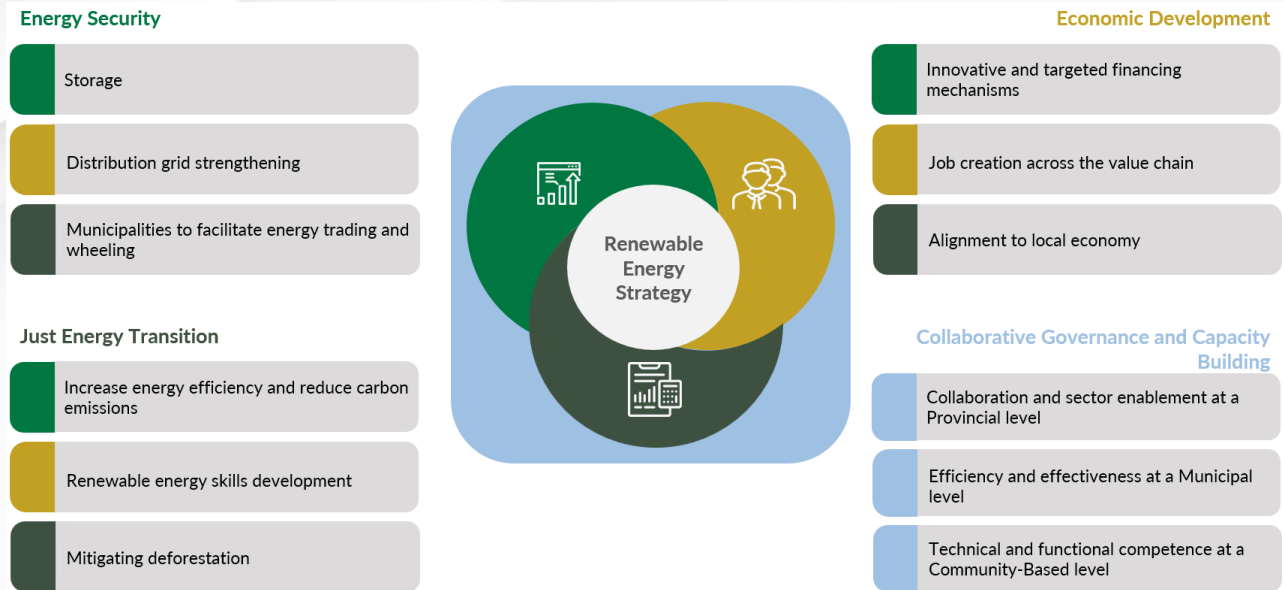 Energy Security
Storage
Distribution grid strengthening
Municipalities to facilitate energy trading and
wheeling
Just Energy Transition
Increase energy efficiency and reduce carbon
emissions
Renewable energy skills development
Mitigating deforestation
Renewable
Energy
Strategy
Economic Development
Innovative and targeted financing
mechanisms
Job creation across the value chain
Alignment to local economy
Collaborative Governance and Capacity
Building
Collaboration and sector enablement at a
Provincial level
Efficiency and effectiveness at a Municipal
level
Technical and functional competence at a
Community-Based level